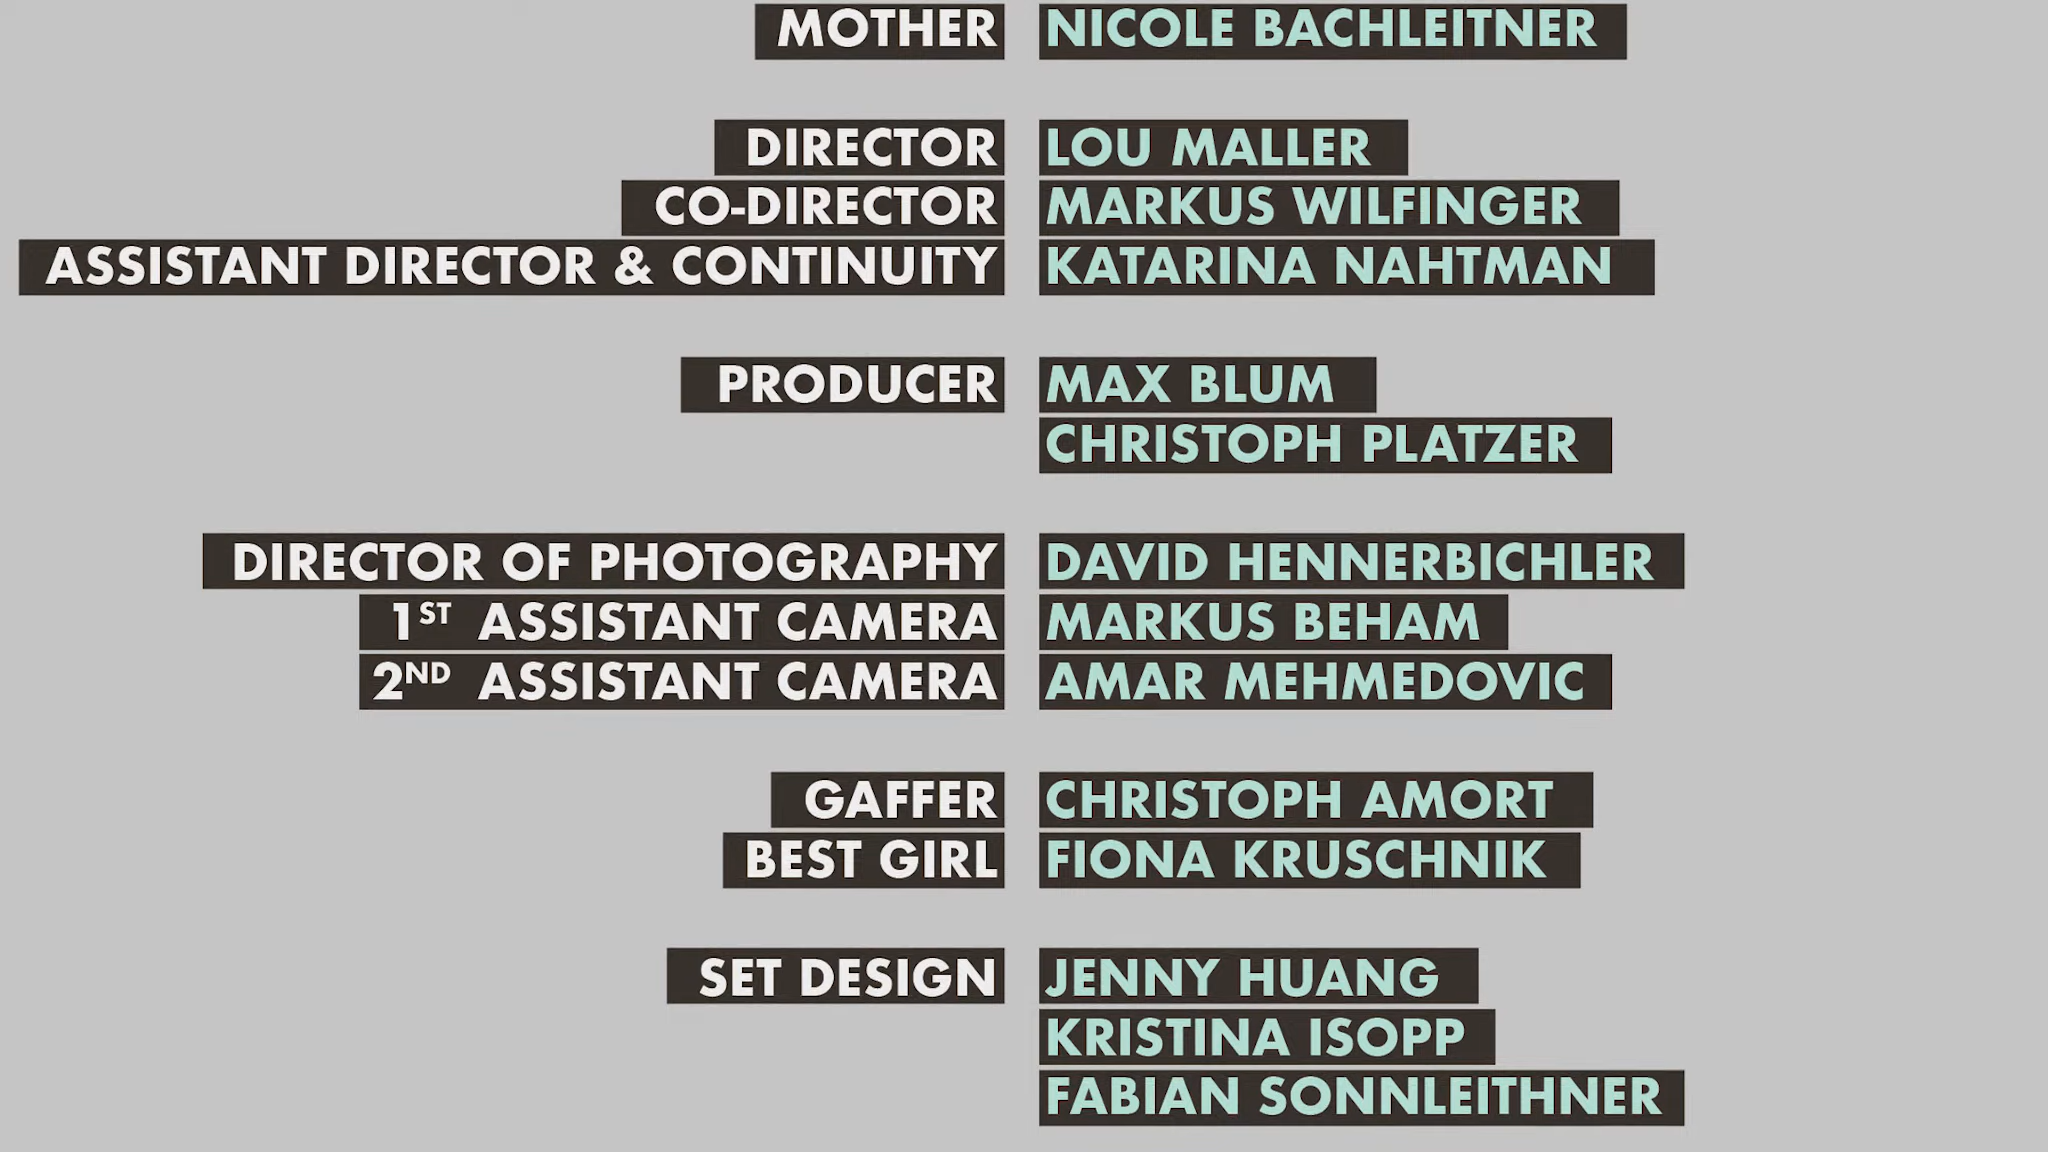 MOTHER NICOLE BACHLEITNER
DIRECTOR LOU MALLER
CO-DIRECTOR MARKUS WILFINGER
ASSISTANT DIRECTOR & CONTINUITY KATARINA NAHTMAN
PRODUCER MAX BLUM
CHRISTOPH PLATZER
DIRECTOR OF PHOTOGRAPHY DAVID HENNERBICHLER
1ST ASSISTANT CAMERA MARKUS BEHAM
2ND ASSISTANT CAMERA AMAR MEHMEDOVIC
GAFFER CHRISTOPH AMORT
BEST GIRL FIONA KRUSCHNIK
SET DESIGN JENNY HUANG
KRISTINA ISOPP
FABIAN SONNLEITHNER